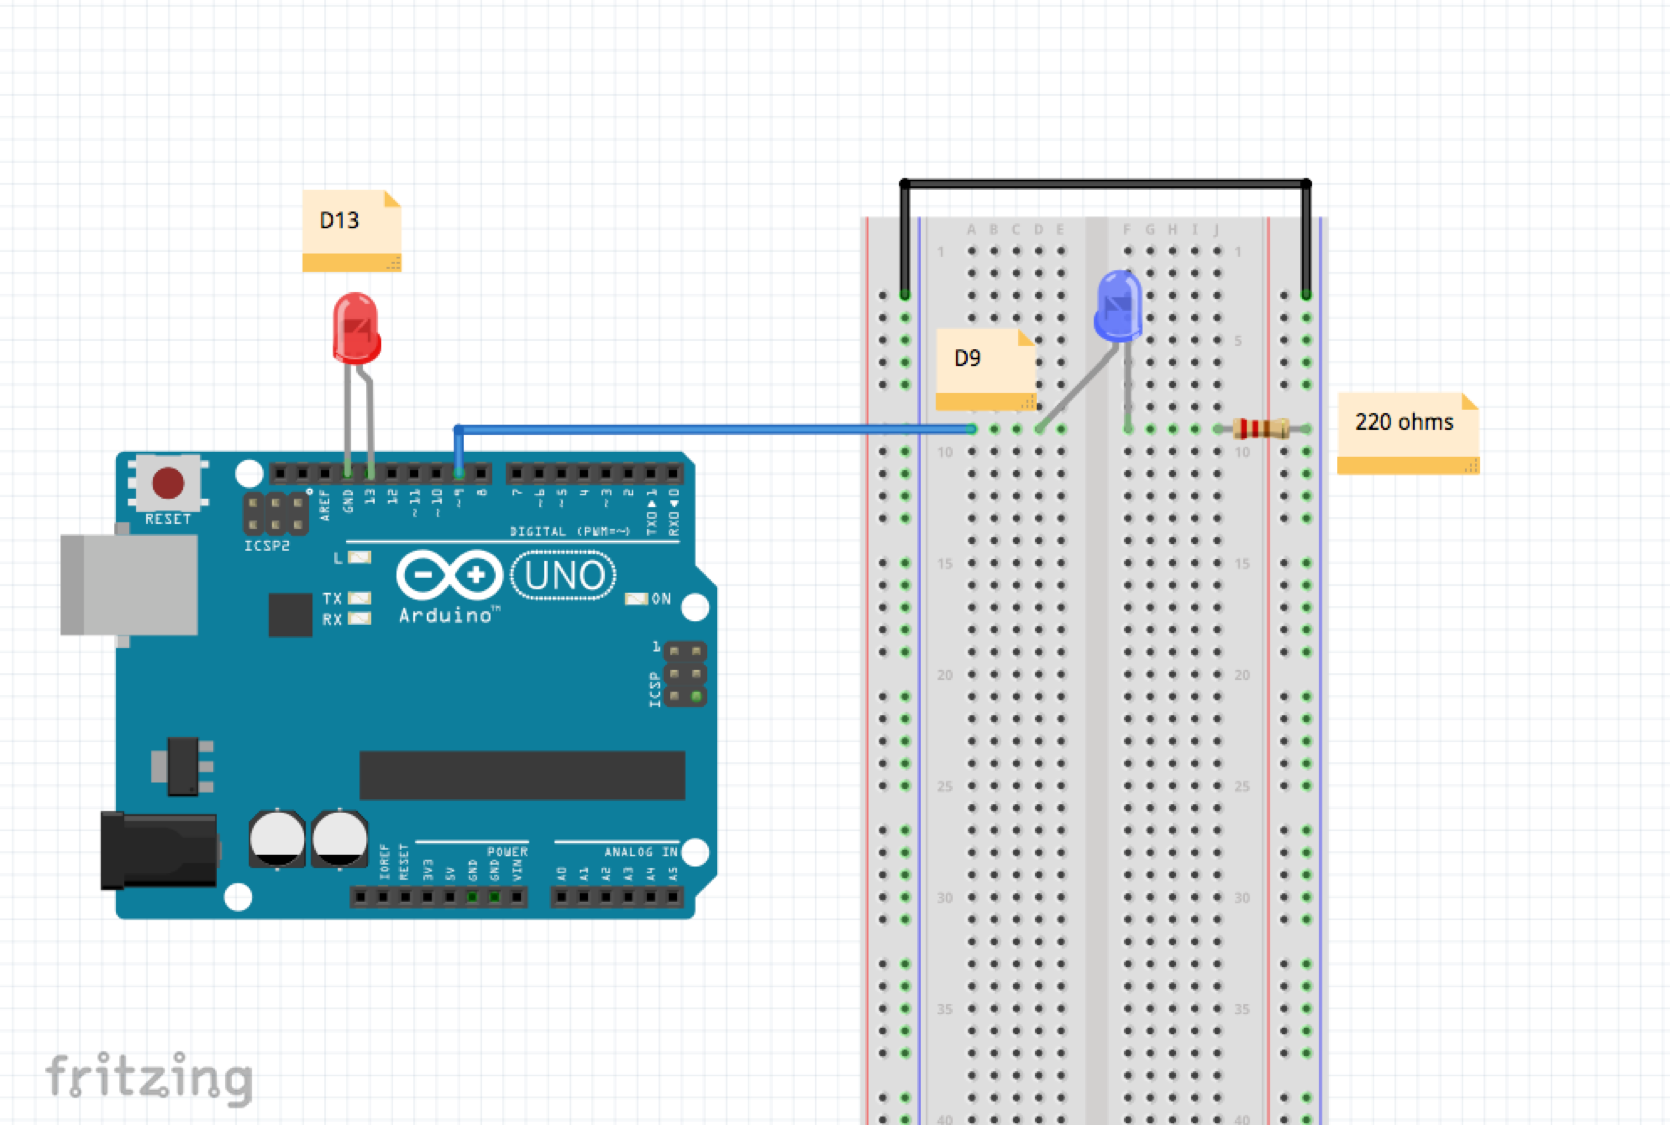 D13
A B C D E F G H I J
1 1
D9
5
220 ohms
10 10
RESET
ICSP2
AREF
GND
13
12
~11
~10
~9
8
7
~6
~5
4
~3
2
TX0▶1
RX0◀0
DIGITAL (PWM=~)
L
TX
RX
UNO
Arduino™
ON
1
ICSP
15 15
20 20
25 25
30 30
35 35
40 40
POWER
ANALOG IN
IOREF
RESET
3V3
5V
GND
GND
VIN
A0
A1
A2
A3
A4
A5
fritzing